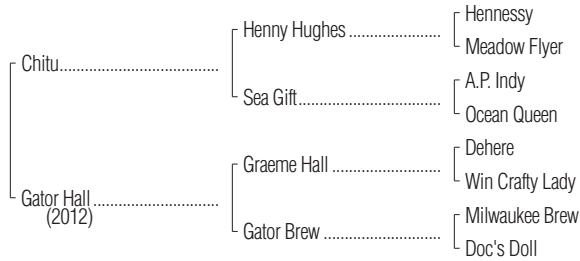 Hennessy
Henny Hughes
Meadow Flyer
Chitu
A.P. Indy
Sea Gift
Ocean Queen
Dehere
Graeme Hall
Win Crafty Lady
Gator Hall
(2012)
Milwaukee Brew
Gator Brew
Doc's Doll